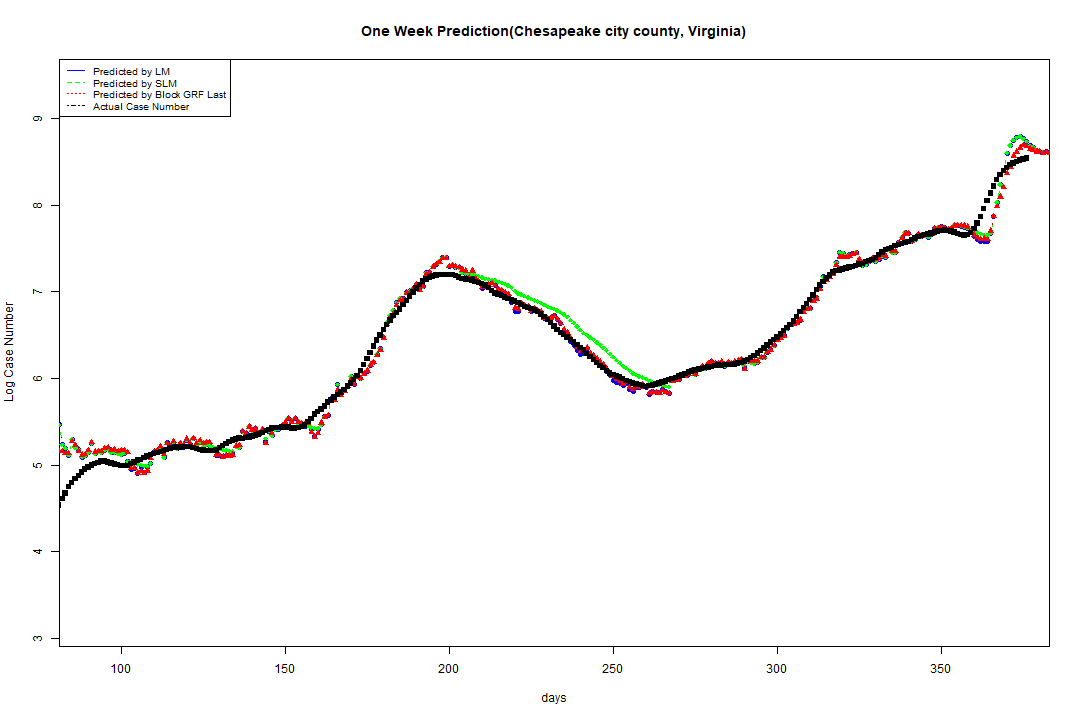 One Week Prediction(Chesapeake city county, Virginia)
Predicted by LM
Predicted by SLM
Predicted by Block GRF Last
Actual Case Number
9
8
7
6
5
4
3
Log Case Number
100 150 200 250 300 350
days